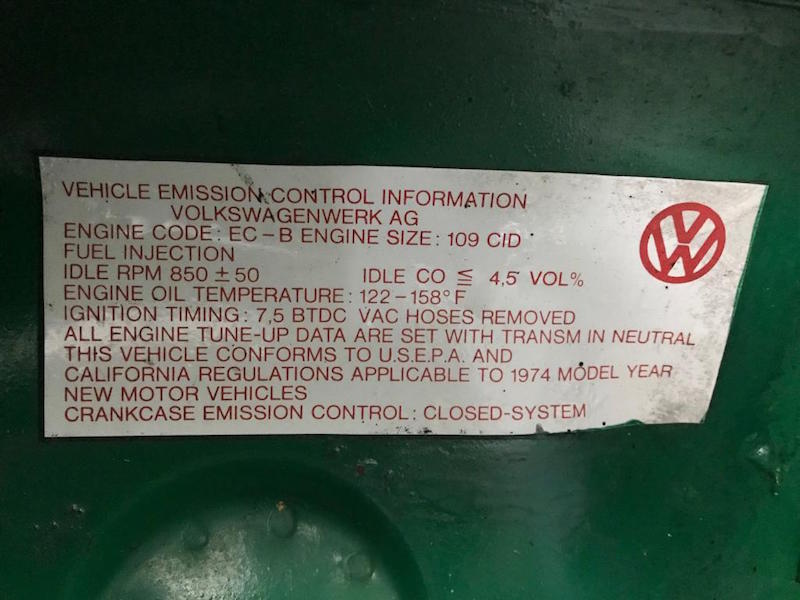 VEHICLE EMISSION CONTROL INFORMATION
VOLKSWAGENWERK AG
ENGINE CODE: EC-B ENGINE SIZE: 109 CID
FUEL INJECTION
IDLE RPM 850 ± 50 IDLE CO ≦ 4,5 VOL%
ENGINE OIL TEMPERATURE: 122-158°F
IGNITION TIMING: 7,5 BTDC VAC HOSES REMOVED
ALL ENGINE TUNE-UP DATA ARE SET WITH TRANSM IN NEUTRAL
THIS VEHICLE CONFORMS TO U.S.E.P.A. AND
CALIFORNIA REGULATIONS APPLICABLE TO 1974 MODEL YEAR
NEW MOTOR VEHICLES
CRANKCASE EMISSION CONTROL: CLOSED-SYSTEM
VW